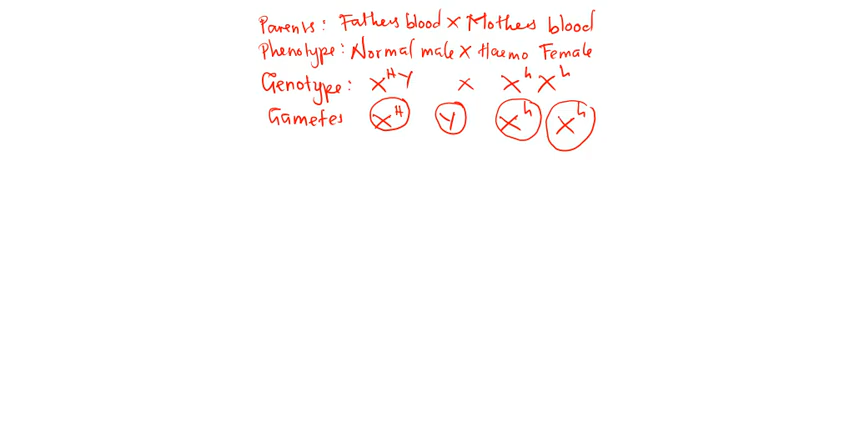 Parents: Fathers blood × Mothers blood
Phenotype: Normal male × Haemo Female
Genotype: X^H Y × X^h X^h
Gametes X^H Y X^h X^h